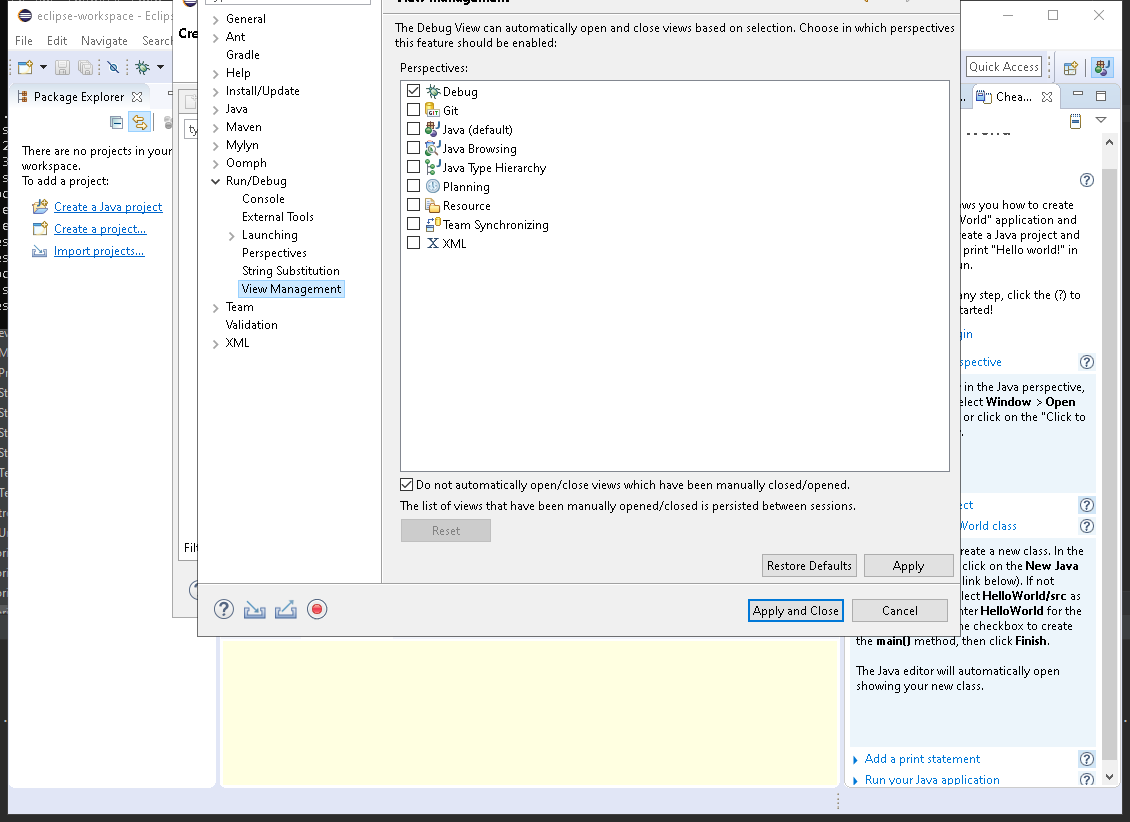 eclipse-workspace - Eclips
File Edit Navigate Search
Package Explorer
There are no projects in your
workspace.
To add a project:
Create a Java project
Create a project...
Import projects...
Cre
ty
Filt
General
Ant
Gradle
Help
Install/Update
Java
Maven
Mylyn
Oomph
Run/Debug
Console
External Tools
Launching
Perspectives
String Substitution
View Management
Team
Validation
XML
The Debug View can automatically open and close views based on selection. Choose in which perspectives
this feature should be enabled:
Perspectives:
Debug
Git
Java (default)
Java Browsing
Java Type Hierarchy
Planning
Resource
Team Synchronizing
XML
Do not automatically open/close views which have been manually closed/opened.
The list of views that have been manually opened/closed is persisted between sessions.
Reset
Restore Defaults Apply
Apply and Close Cancel
Quick Access
Chea...
ows you how to create
World" application and
eate a Java project and
print "Hello world!" in
un.
any step, click the (?) to
tarted!
gin
spective
in the Java perspective,
elect Window > Open
or click on the "Click to
ect
World class
reate a new class. In the
click on the New Java
link below). If not
lect HelloWorld/src as
nter HelloWorld for the
he checkbox to create
the main() method, then click Finish.
The Java editor will automatically open
showing your new class.
Add a print statement
Run your Java application